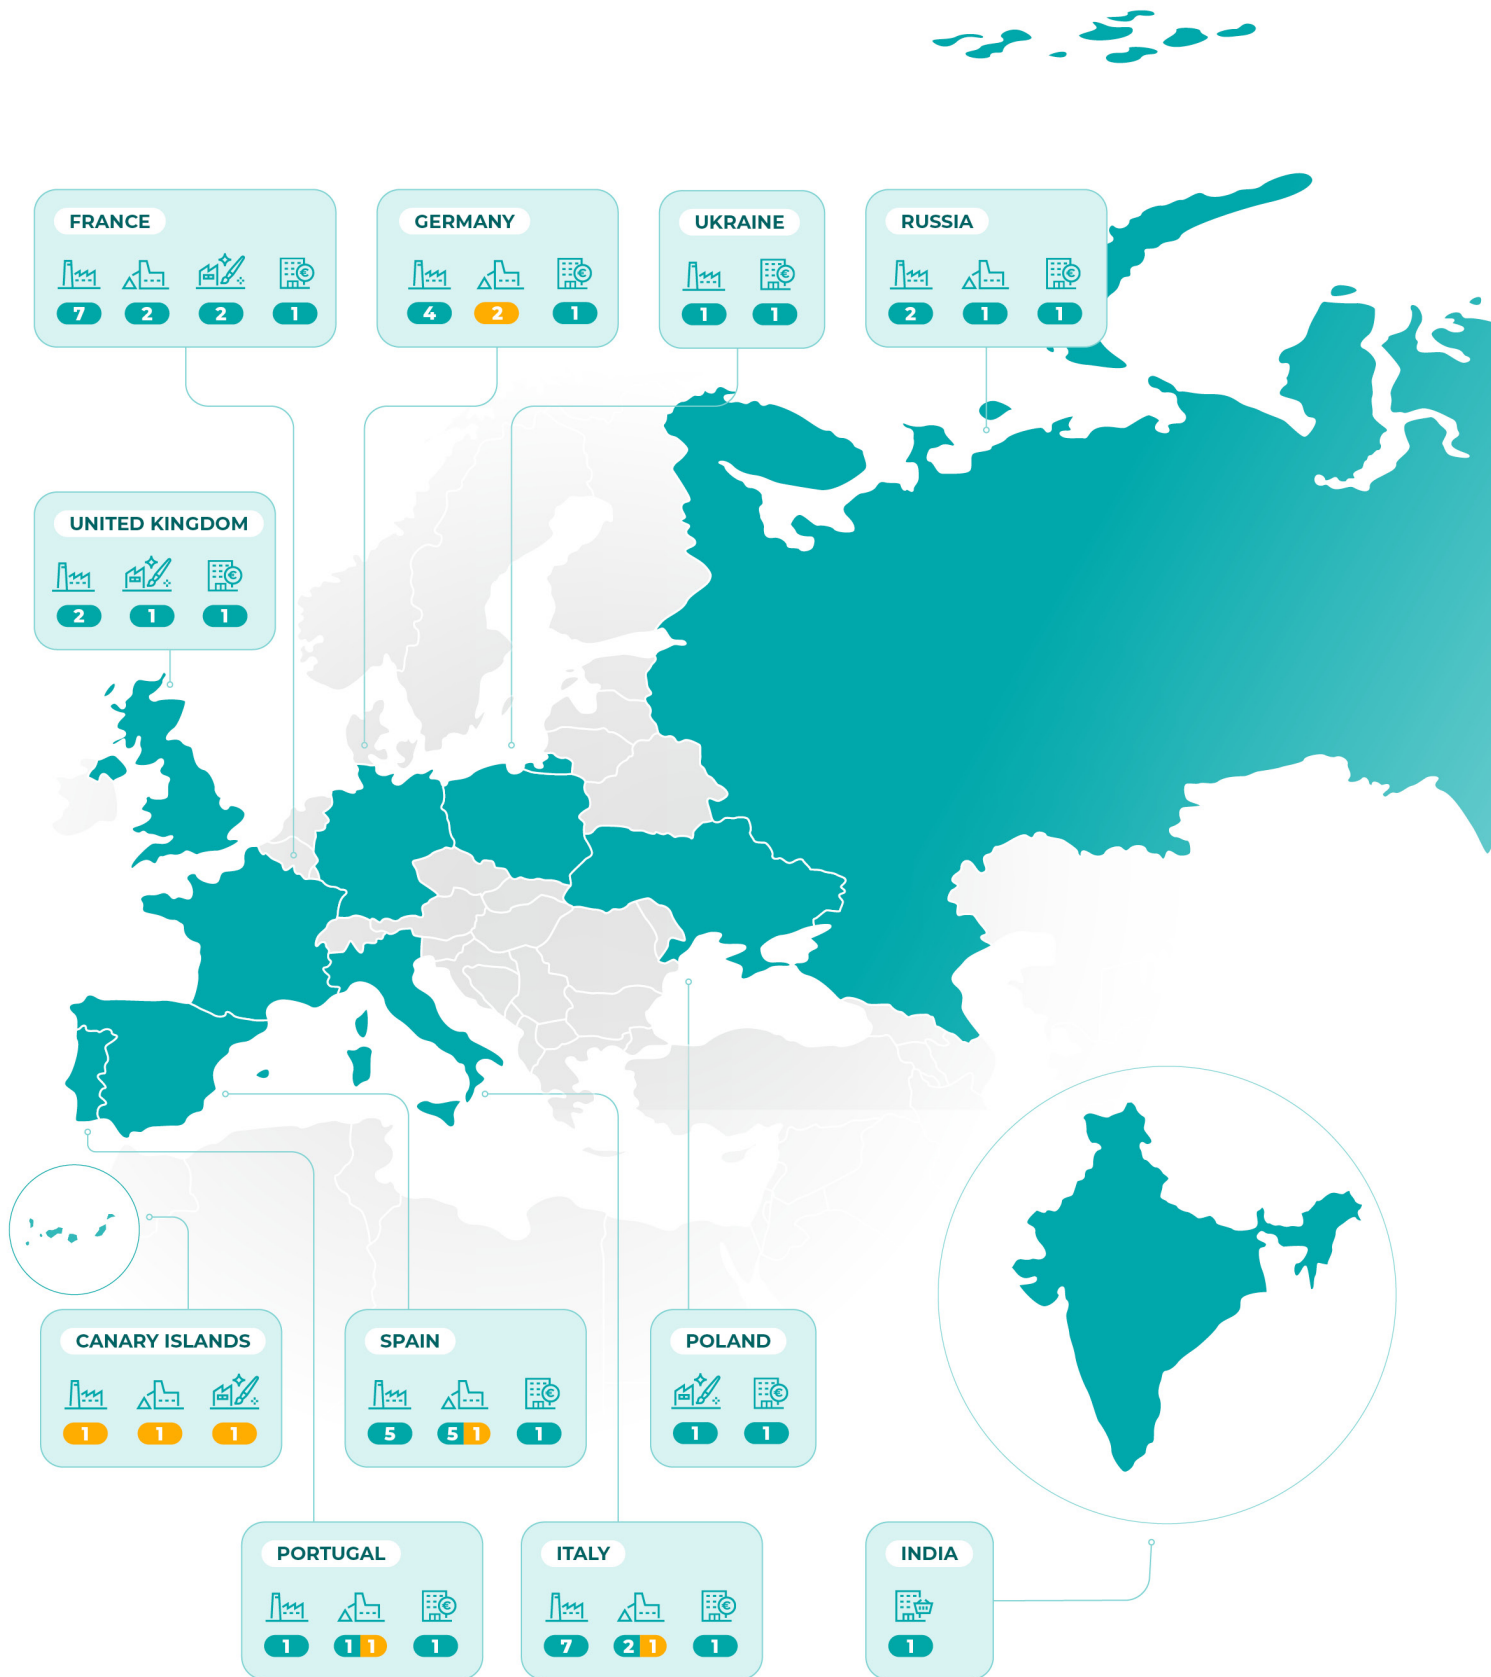 FRANCE
7 2 2 1
GERMANY
4 2 1
UKRAINE
1 1
RUSSIA
2 1 1
UNITED KINGDOM
2 1 1
CANARY ISLANDS
1 1 1
SPAIN
5 5 1 1
POLAND
1 1
PORTUGAL
1 1 1 1
ITALY
7 2 1 1
INDIA
1